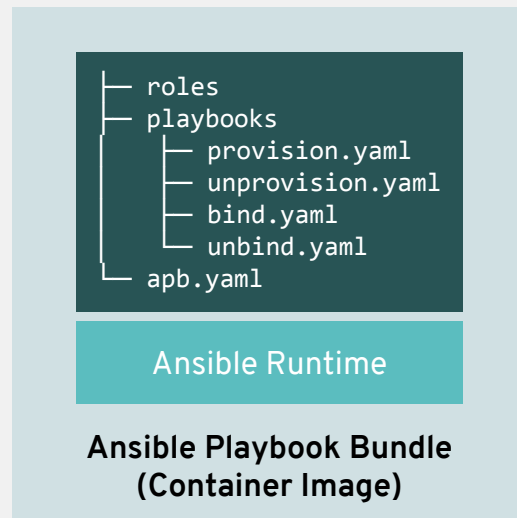 ├── roles
├── playbooks
│   ├── provision.yaml
│   ├── unprovision.yaml
│   ├── bind.yaml
│   └── unbind.yaml
└── apb.yaml
Ansible Runtime
Ansible Playbook Bundle
(Container Image)